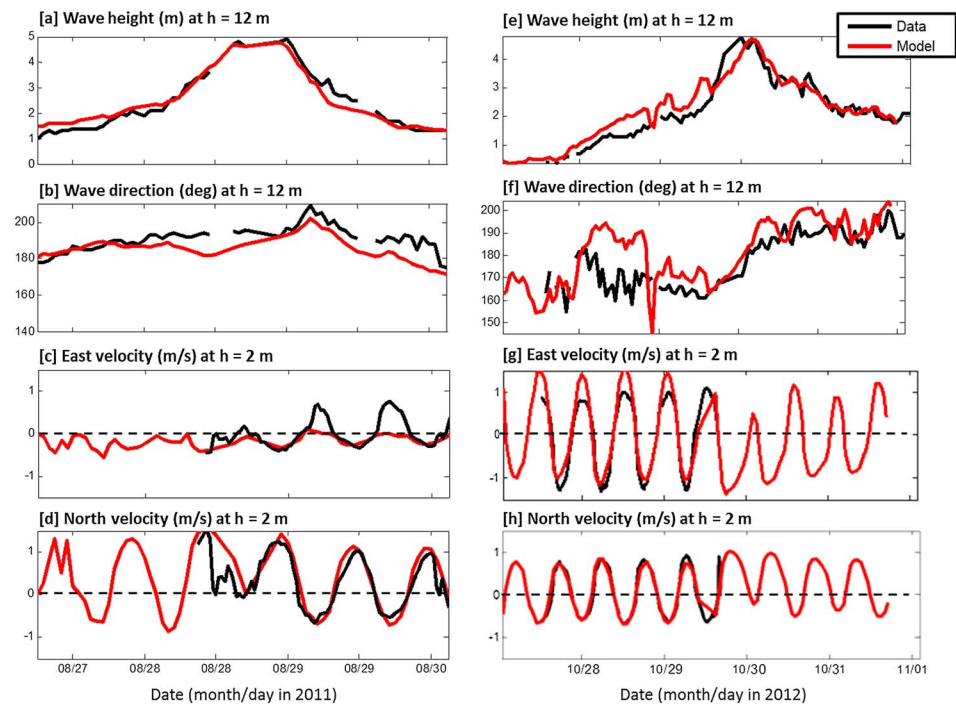 [a] Wave height (m) at h = 12 m
5
4
3
2
1
0
[b] Wave direction (deg) at h = 12 m
200
180
160
140
[c] East velocity (m/s) at h = 2 m
1
0
-1
[d] North velocity (m/s) at h = 2 m
1
0
-1
08/27 08/28 08/28 08/29 08/29 08/30
Date (month/day in 2011)
[e] Wave height (m) at h = 12 m
Data
Model
4
3
2
1
[f] Wave direction (deg) at h = 12 m
200
190
180
170
160
150
[g] East velocity (m/s) at h = 2 m
1
0
-1
[h] North velocity (m/s) at h = 2 m
1
0
-1
10/28 10/29 10/30 10/31 11/01
Date (month/day in 2012)